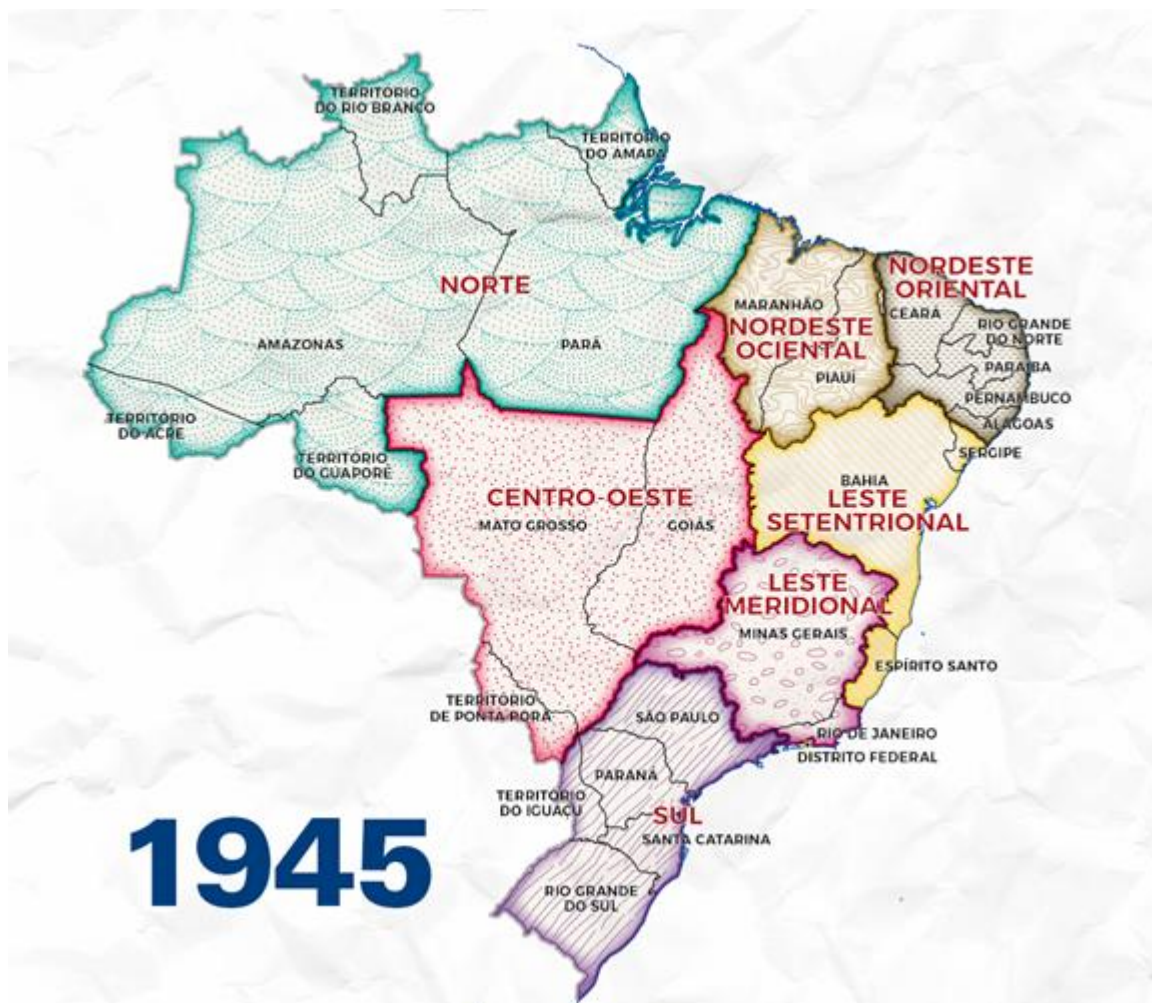 TERRITÓRIO
DO RIO BRANCO
TERRITÓRIO
DO AMAPÁ
NORTE
AMAZONAS
PARÁ
TERRITÓRIO
DO ACRE
TERRITÓRIO
DO GUAPORÉ
MARANHÃO
NORDESTE
OCIENTAL
PIAUÍ
NORDESTE
ORIENTAL
CEARÁ
RIO GRANDE
DO NORTE
PARAÍBA
PERNAMBUCO
ALAGOAS
SERGIPE
BAHIA
LESTE
SETENTRIONAL
CENTRO-OESTE
MATO GROSSO
GOIÁS
LESTE
MERIDIONAL
MINAS GERAIS
ESPÍRITO SANTO
TERRITÓRIO
DE PONTA PORÃ
SÃO PAULO
RIO DE JANEIRO
DISTRITO FEDERAL
PARANÁ
TERRITÓRIO
DO IGUAÇU
SUL
SANTA CATARINA
RIO GRANDE
DO SUL
1945